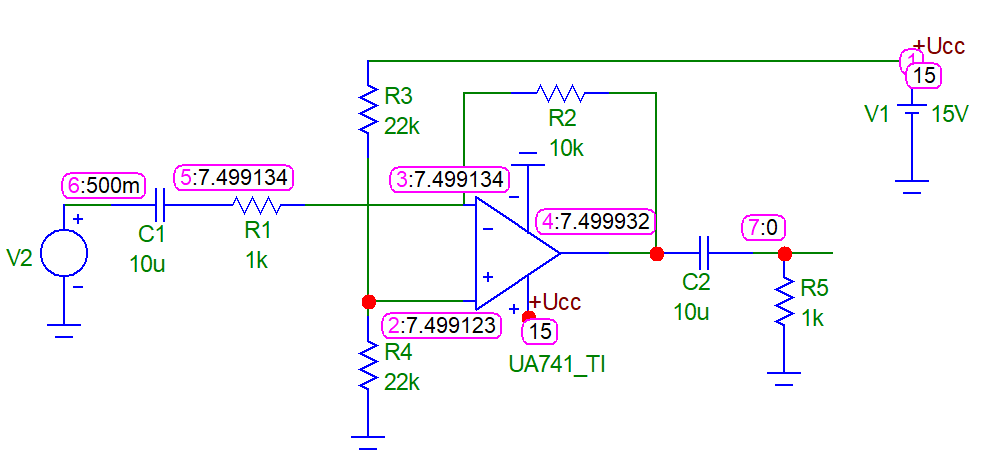 +Ucc
1
15
R3
22k
V1
15V
R2
10k
6:500m
5:7.499134
3:7.499134
4:7.499932
7:0
V2
C1
10u
R1
1k
C2
10u
R5
1k
+Ucc
15
2:7.499123
R4
22k
UA741_TI